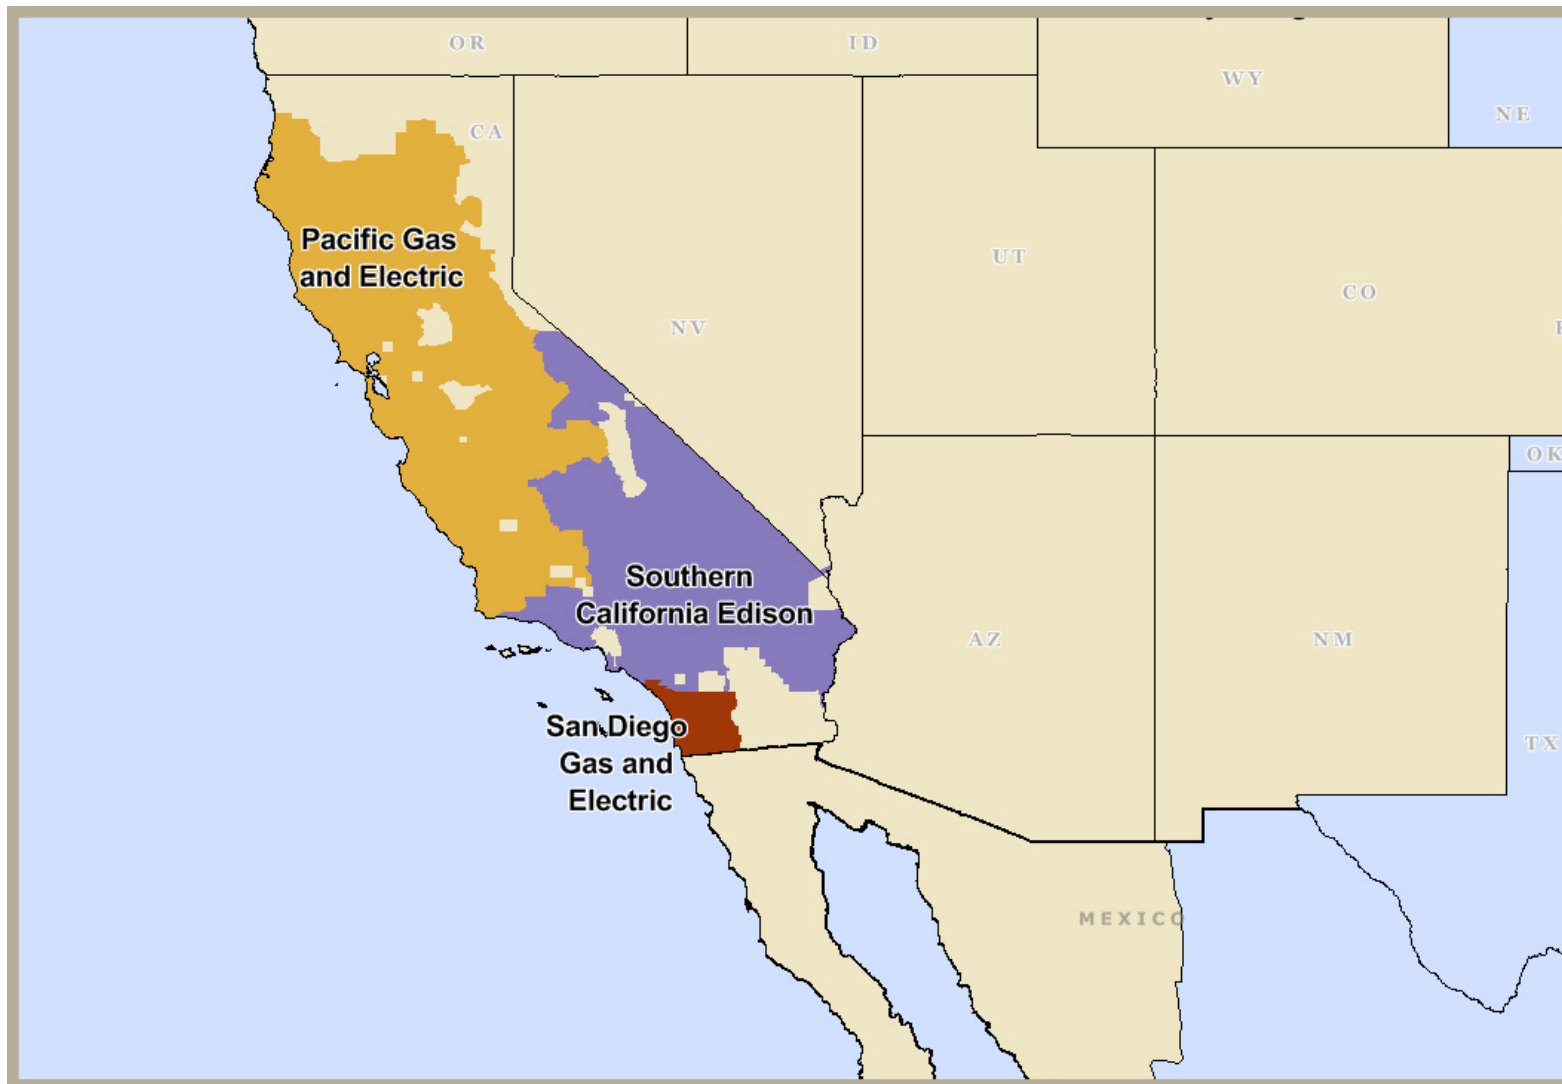 OR
ID
WY
NE
CA
Pacific Gas
and Electric
UT
CO
NV
OK
Southern
California Edison
AZ
NM
San Diego
Gas and
Electric
TX
MEXICO